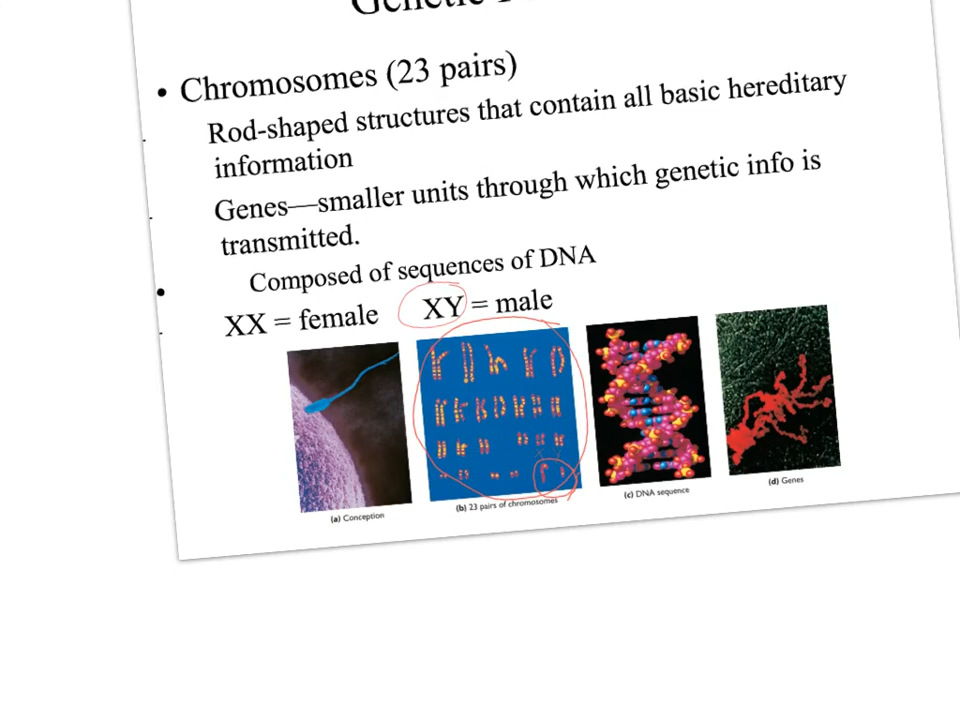 Genetic
• Chromosomes (23 pairs)
Rod-shaped structures that contain all basic hereditary
information
Genes—smaller units through which genetic info is
transmitted.
• Composed of sequences of DNA
XX = female XY = male
(a) Conception
(b) 23 pairs of chromosomes
(c) DNA sequence
(d) Genes